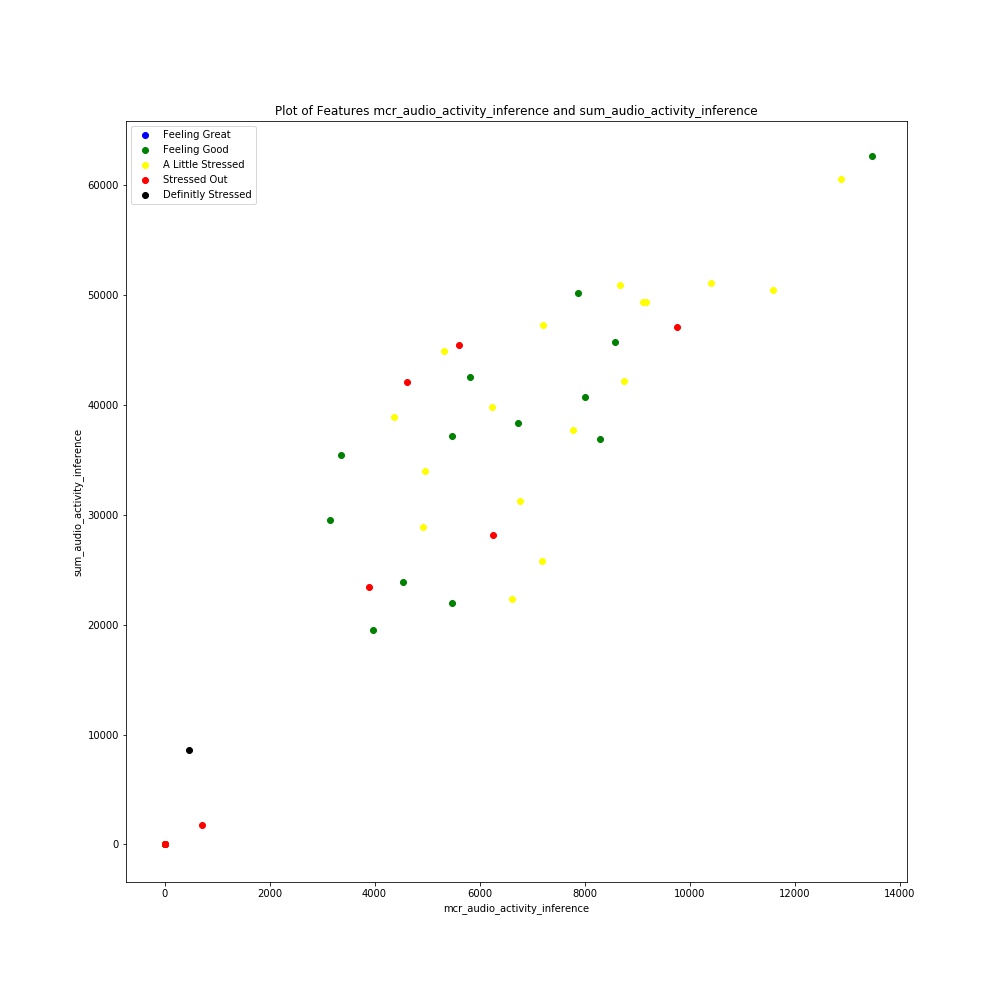 Plot of Features mcr_audio_activity_inference and sum_audio_activity_inference
Feeling Great
Feeling Good
A Little Stressed
Stressed Out
Definitly Stressed
sum_audio_activity_inference
60000
50000
40000
30000
20000
10000
0
0 2000 4000 6000 8000 10000 12000 14000
mcr_audio_activity_inference